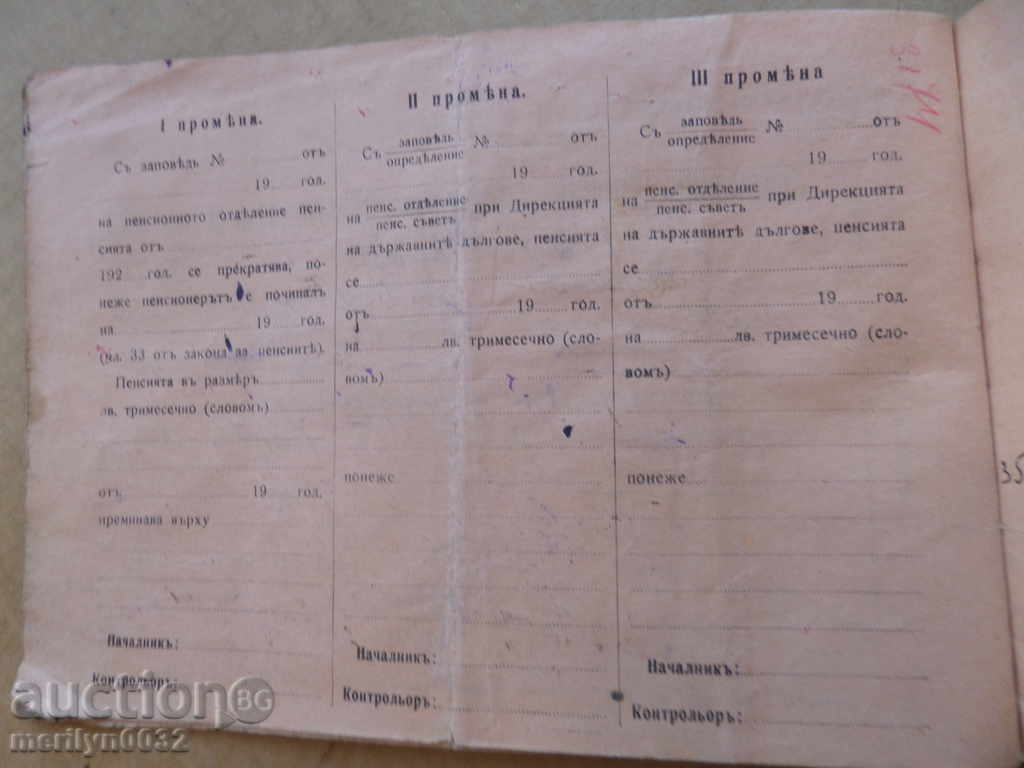 I промѣна.
Съ заповѣдь № ........ отъ
........ 19 ..... год.
на пенсионното отдѣление пен-
сията отъ ........
192 ..... год. се прекратява, по-
неже пенсионерътъ е починалъ
на ........ 19 ..... год.
(чл. 33 отъ закона за пенсиитѣ).
Пенсията въ размѣръ ........
лв. тримесечно (словомъ) ........
отъ ........ 19 ..... год.
преминава върху
Началникъ:
Контрольоръ:
II промѣна.
Съ заповѣдь / опредѣление № ........ отъ
........ 19 ..... год.
на пенс. отдѣление / пенс. съветъ при Дирекцията
на държавнитѣ дългове, пенсията
се ........
отъ ........ 19 ..... год.
на ........ лв. тримесечно (сло-
вомъ) ........
понеже ........
Началникъ:
Контрольоръ:
III промѣна
Съ заповѣдь / опредѣление № ........ отъ
........ 19 ..... год.
на пенс. отдѣление / пенс. съветъ при Дирекцията
на държавнитѣ дългове, пенсията
се ........
отъ ........ 19 ..... год.
на ........ лв. тримесечно (сло-
вомъ) ........
понеже ........
Началникъ:
Контрольоръ:
35
auction BG
merilyn0032